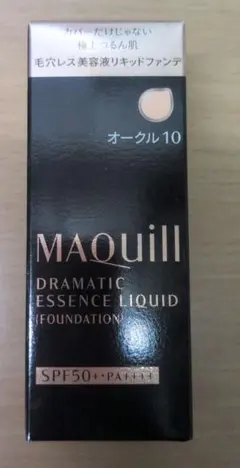 カバーだけじゃない
極上つるん肌
毛穴レス美容液リキッドファンデ
オークル10
MAQuill
DRAMATIC
ESSENCE LIQUID
(FOUNDATION)
SPF50+・PA++++